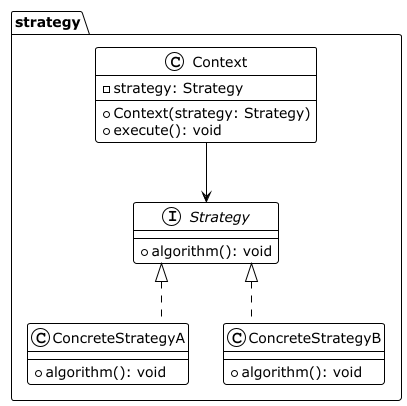 strategy
C Context
strategy: Strategy
Context(strategy: Strategy)
execute(): void
I Strategy
algorithm(): void
C ConcreteStrategyA
algorithm(): void
C ConcreteStrategyB
algorithm(): void